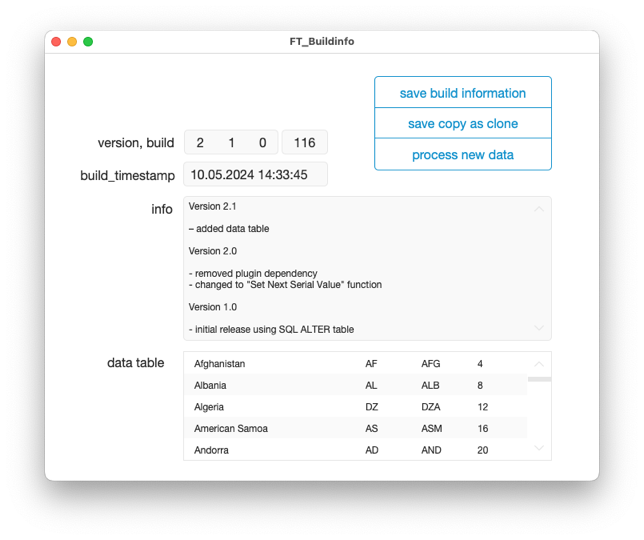 FT_Buildinfo
save build information
save copy as clone
process new data
version, build 2 1 0 116
build_timestamp 10.05.2024 14:33:45
info
Version 2.1
– added data table
Version 2.0
- removed plugin dependency
- changed to "Set Next Serial Value" function
Version 1.0
- initial release using SQL ALTER table
data table
Afghanistan AF AFG 4
Albania AL ALB 8
Algeria DZ DZA 12
American Samoa AS ASM 16
Andorra AD AND 20